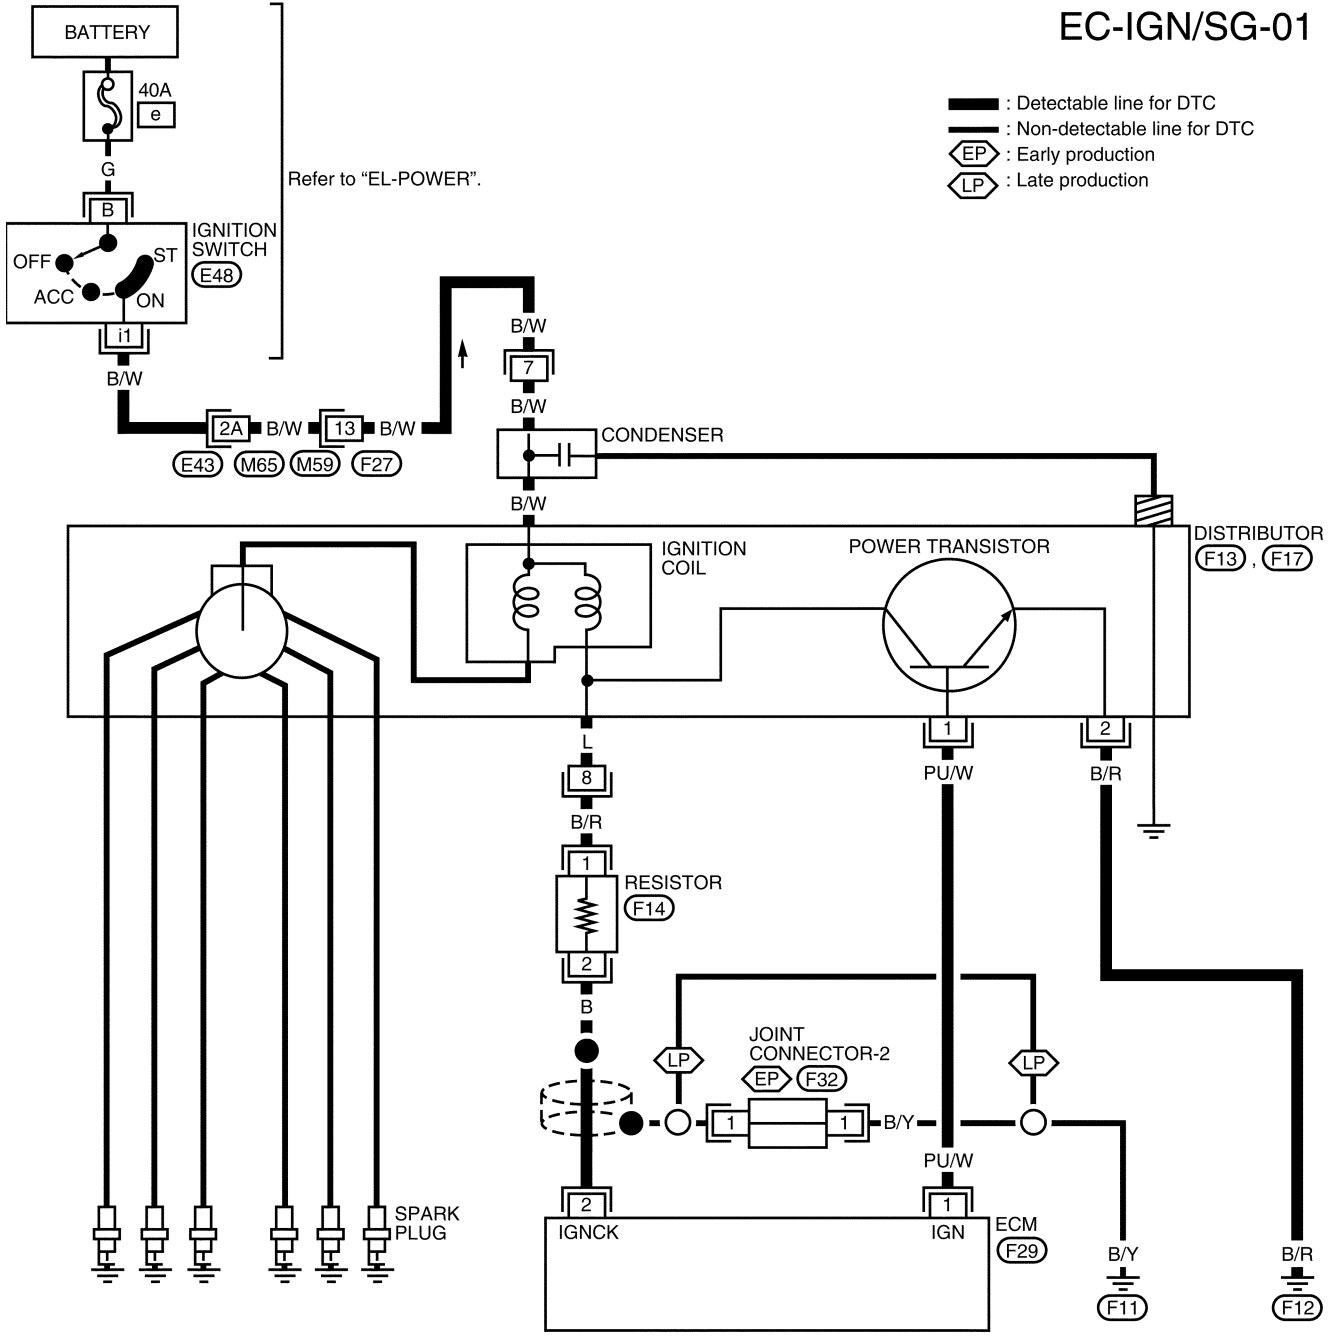 EC-IGN/SG-01
BATTERY
40A
e
G
B
IGNITION
SWITCH
E48
OFF
ST
ACC
ON
i1
B/W
Refer to “EL-POWER”.
: Detectable line for DTC
: Non-detectable line for DTC
EP : Early production
LP : Late production
2A B/W 13 B/W
E43 M65 M59 F27
B/W
7
B/W
CONDENSER
B/W
DISTRIBUTOR
F13 , F17
IGNITION
COIL
POWER TRANSISTOR
L
8
B/R
1
RESISTOR
F14
2
B
1
PU/W
2
B/R
JOINT
CONNECTOR-2
EP F32
LP
LP
1 1 B/Y
PU/W
SPARK
PLUG
2
IGNCK
1
IGN
ECM
F29
B/Y
F11
B/R
F12